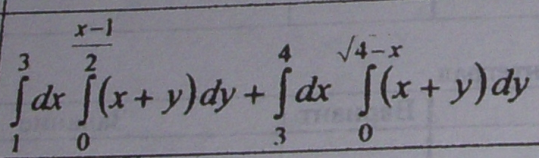 ∫₁³ dx ∫₀^((x−1)/2) (x + y) dy + ∫₃⁴ dx ∫₀^(√4−x) (x + y) dy